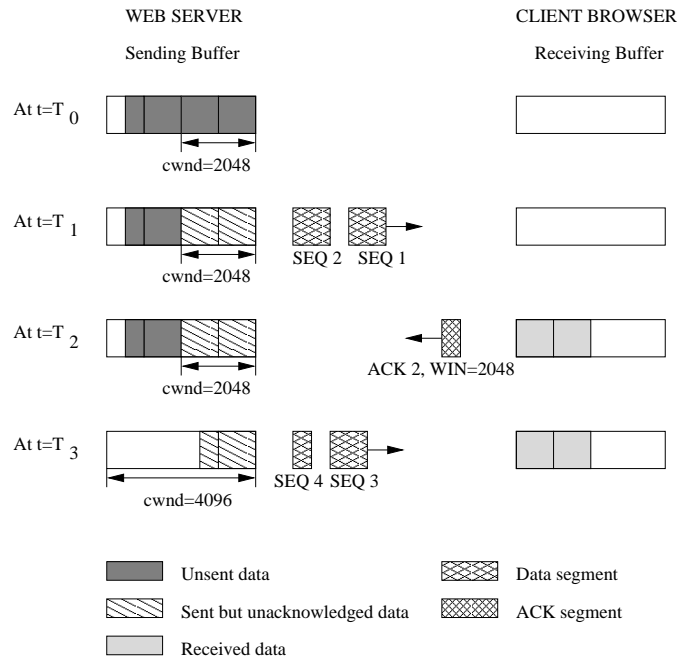 WEB SERVER
CLIENT BROWSER
Sending Buffer
Receiving Buffer
At t=T 0
cwnd=2048
At t=T 1
SEQ 2
SEQ 1
cwnd=2048
At t=T 2
ACK 2, WIN=2048
cwnd=2048
At t=T 3
SEQ 4
SEQ 3
cwnd=4096
Unsent data
Data segment
Sent but unacknowledged data
ACK segment
Received data